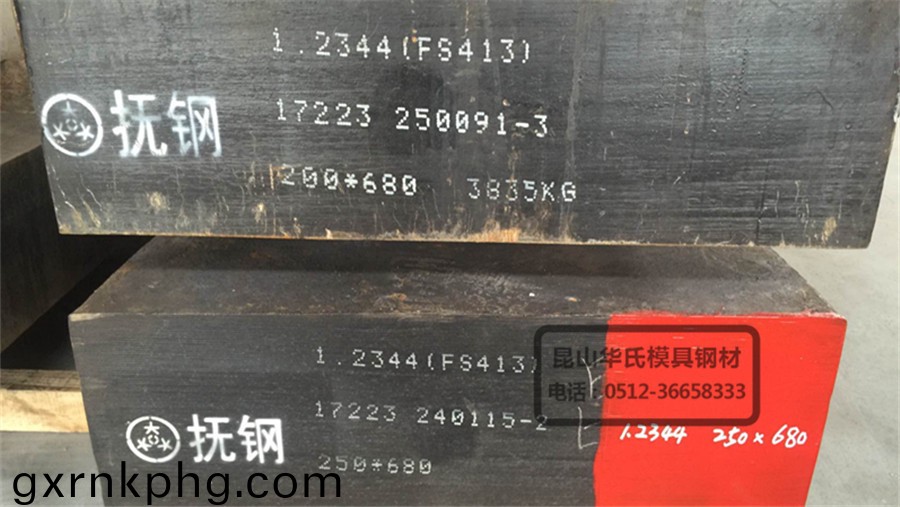 1.2344(FS413)
抚钢
17223 250091-3
200*680 3835KG
1.2344(FS413)
昆山华氏模具钢材
电话：0512-36658333
17223 240115-2
抚钢
1.2344 250×680
250*680
gxrnkphg.com